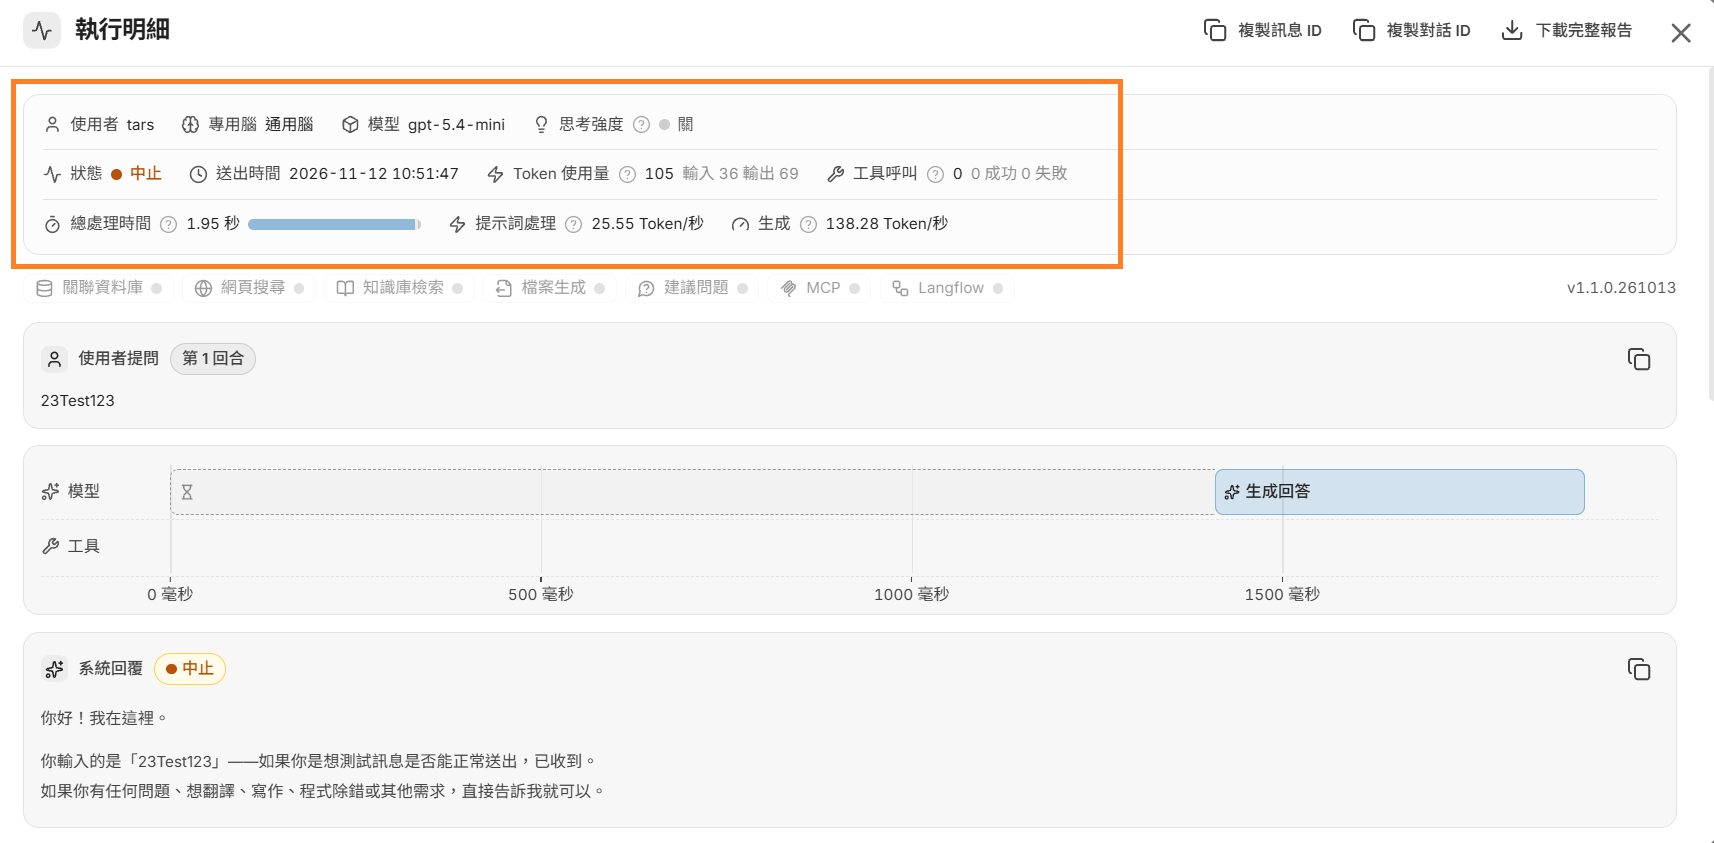 執行明細 複製訊息 ID 複製對話 ID 下載完整報告
使用者 tars 專用腦 通用腦 模型 gpt-5.4-mini 思考強度 ? 關
狀態 中止 送出時間 2026-11-12 10:51:47 Token 使用量 ? 105 輸入 36 輸出 69 工具呼叫 ? 0 0 成功 0 失敗
總處理時間 ? 1.95 秒 提示詞處理 ? 25.55 Token/秒 生成 ? 138.28 Token/秒
關聯資料庫 網頁搜尋 知識庫檢索 檔案生成 建議問題 MCP Langflow v1.1.0.261013
使用者提問 第 1 回合
23Test123
模型 生成回答
工具
0 毫秒 500 毫秒 1000 毫秒 1500 毫秒
系統回覆 中止
你好！我在這裡。
你輸入的是「23Test123」——如果你是想測試訊息是否能正常送出，已收到。
如果你有任何問題、想翻譯、寫作、程式除錯或其他需求，直接告訴我就可以。